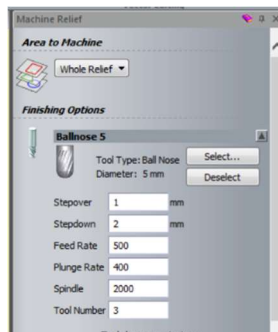 Machine Relief
Area to Machine
Whole Relief
Finishing Options
Ballnose 5
Tool Type: Ball Nose
Diameter: 5 mm
Select...
Deselect
Stepover 1 mm
Stepdown 2 mm
Feed Rate 500
Plunge Rate 400
Spindle 2000
Tool Number 3